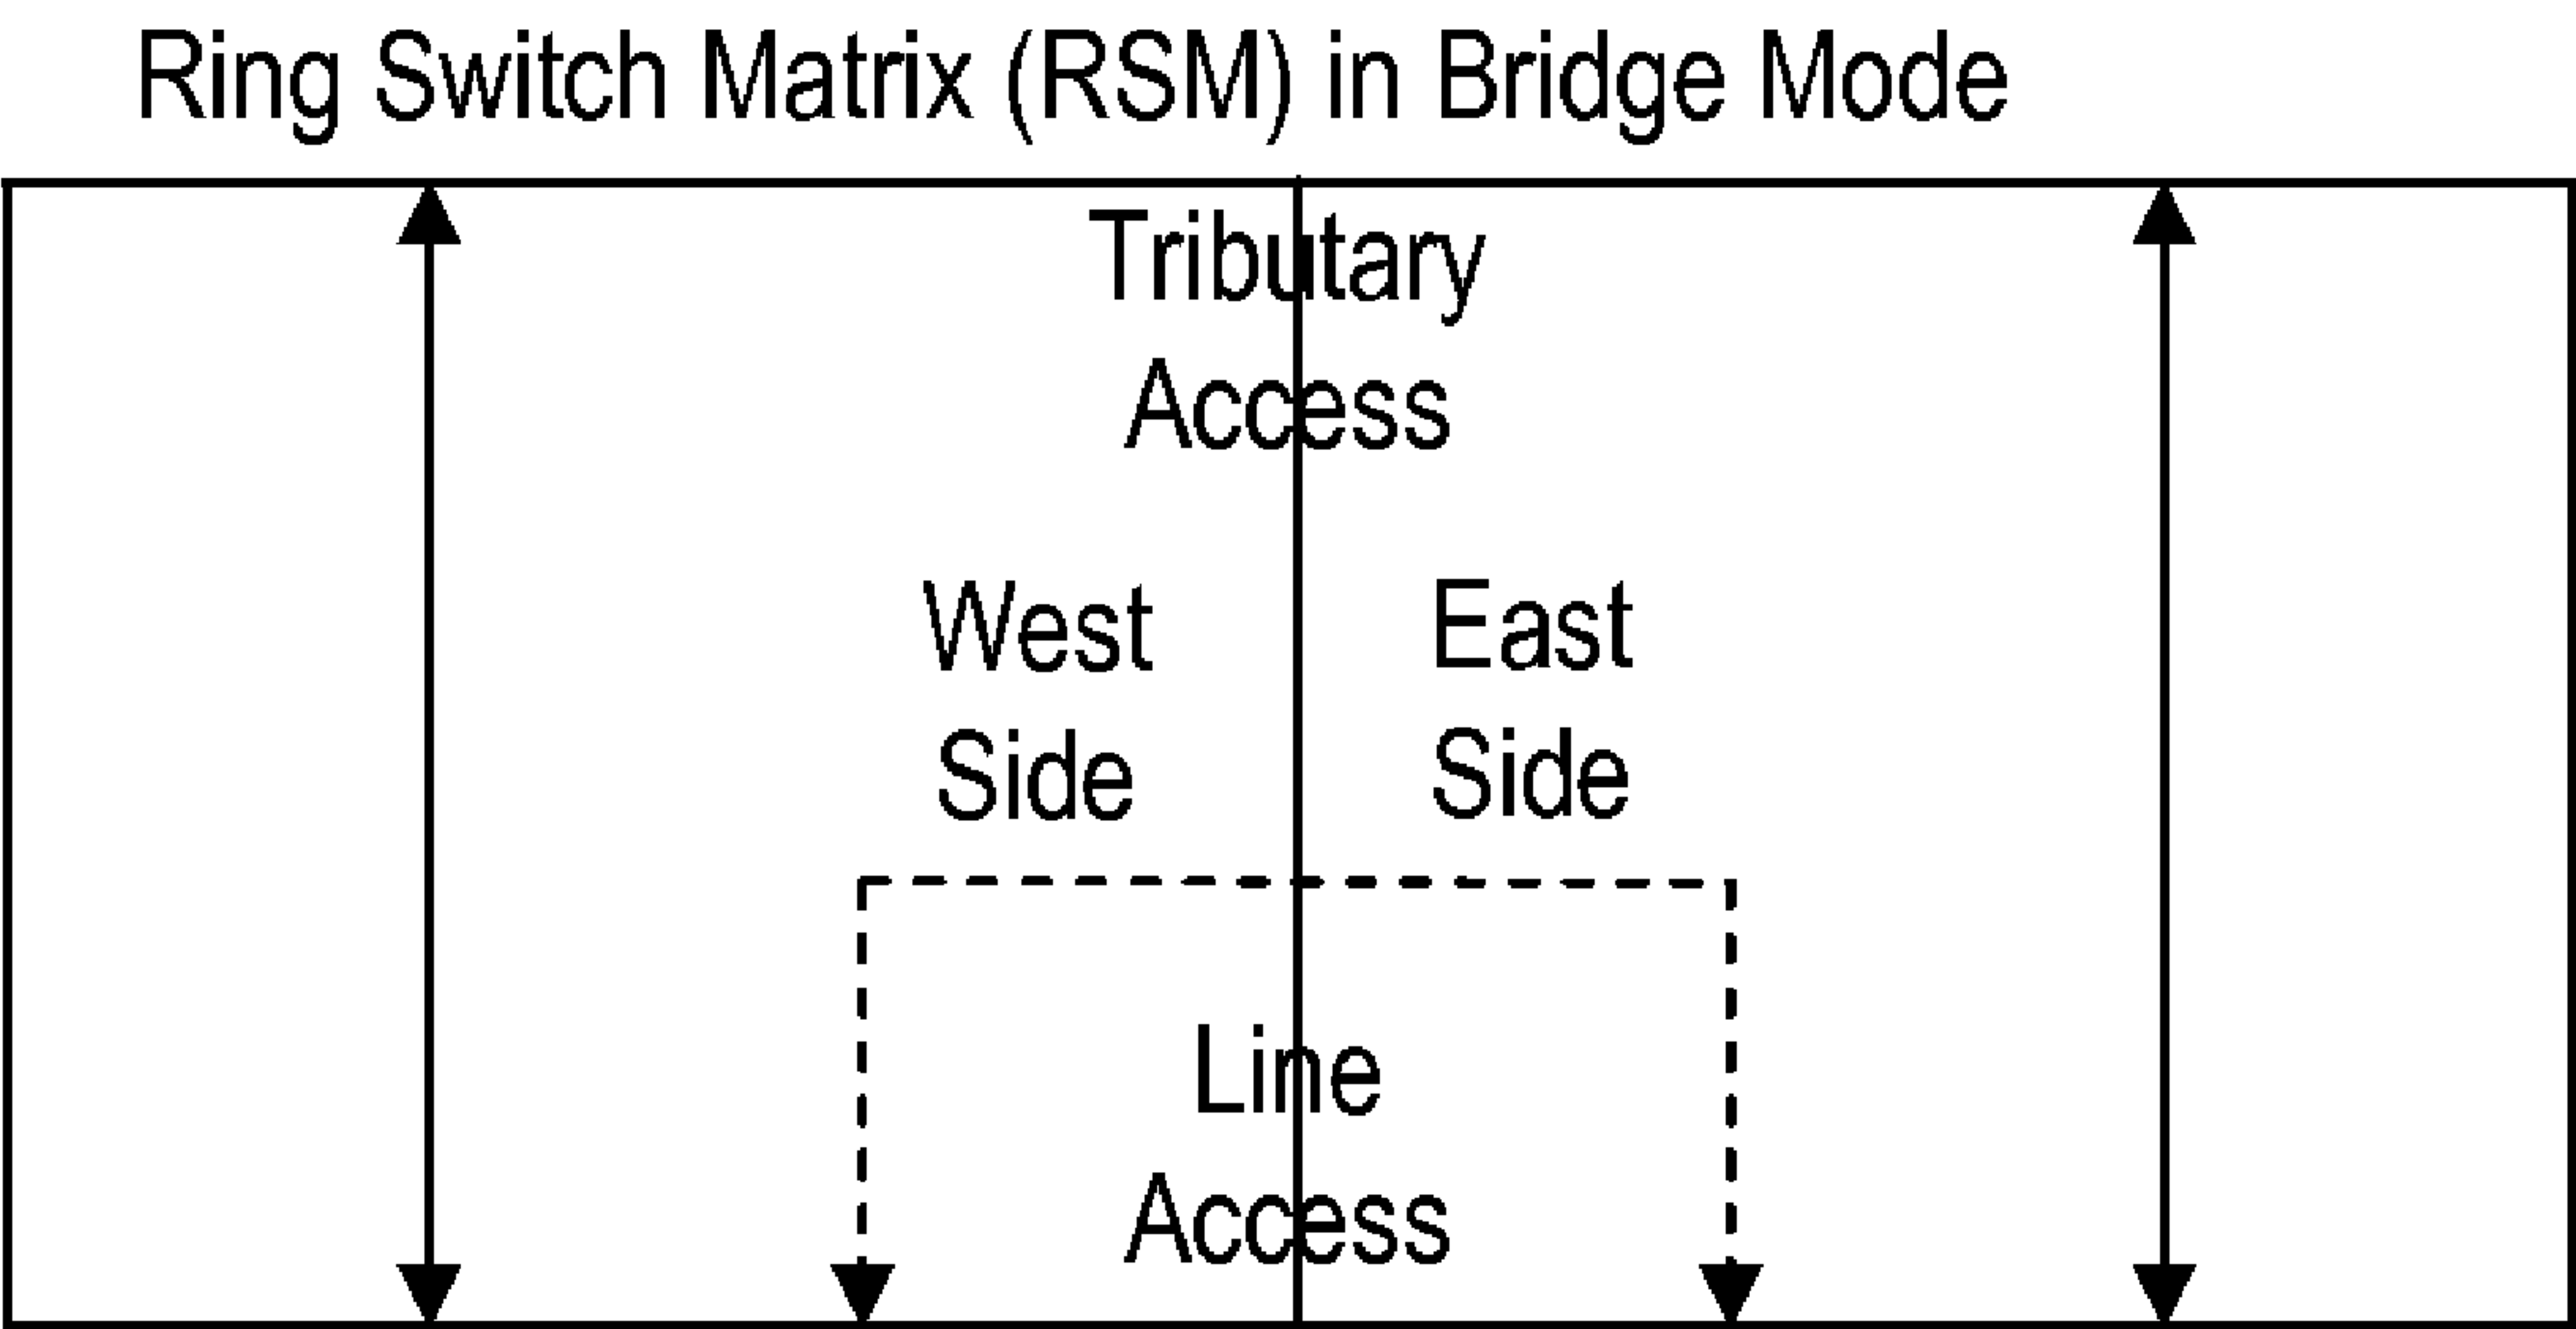 Ring Switch Matrix (RSM) in Bridge Mode
Tributary
Access
West
Side
East
Side
Line
Access